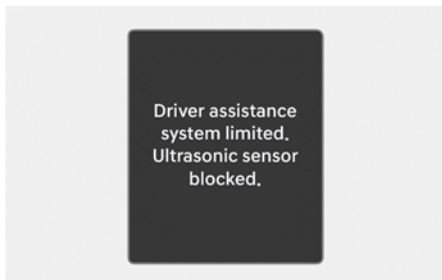 Driver assistance
system limited.
Ultrasonic sensor
blocked.